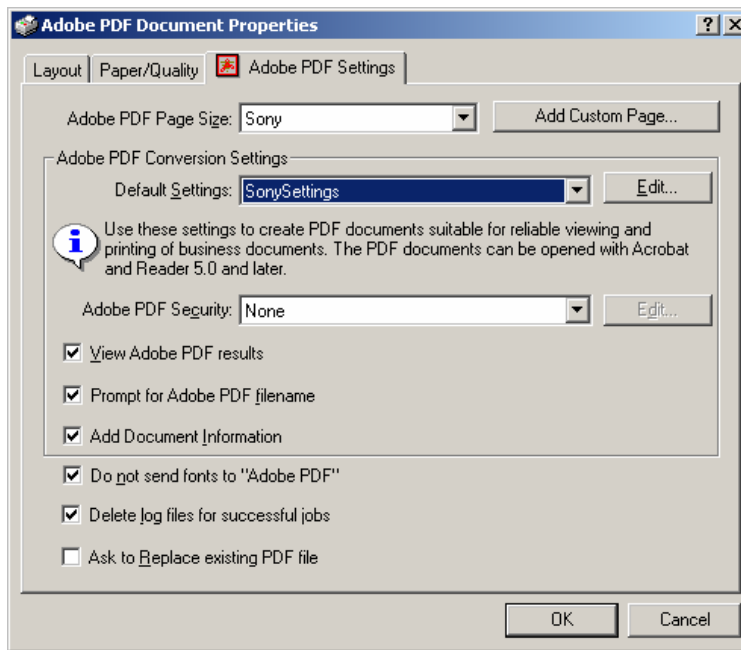 Adobe PDF Document Properties
Layout Paper/Quality Adobe PDF Settings
Adobe PDF Page Size: Sony Add Custom Page...
Adobe PDF Conversion Settings
Default Settings: SonySettings Edit...
Use these settings to create PDF documents suitable for reliable viewing and
printing of business documents. The PDF documents can be opened with Acrobat
and Reader 5.0 and later.
Adobe PDF Security: None Edit...
View Adobe PDF results
Prompt for Adobe PDF filename
Add Document Information
Do not send fonts to "Adobe PDF"
Delete log files for successful jobs
Ask to Replace existing PDF file
OK Cancel